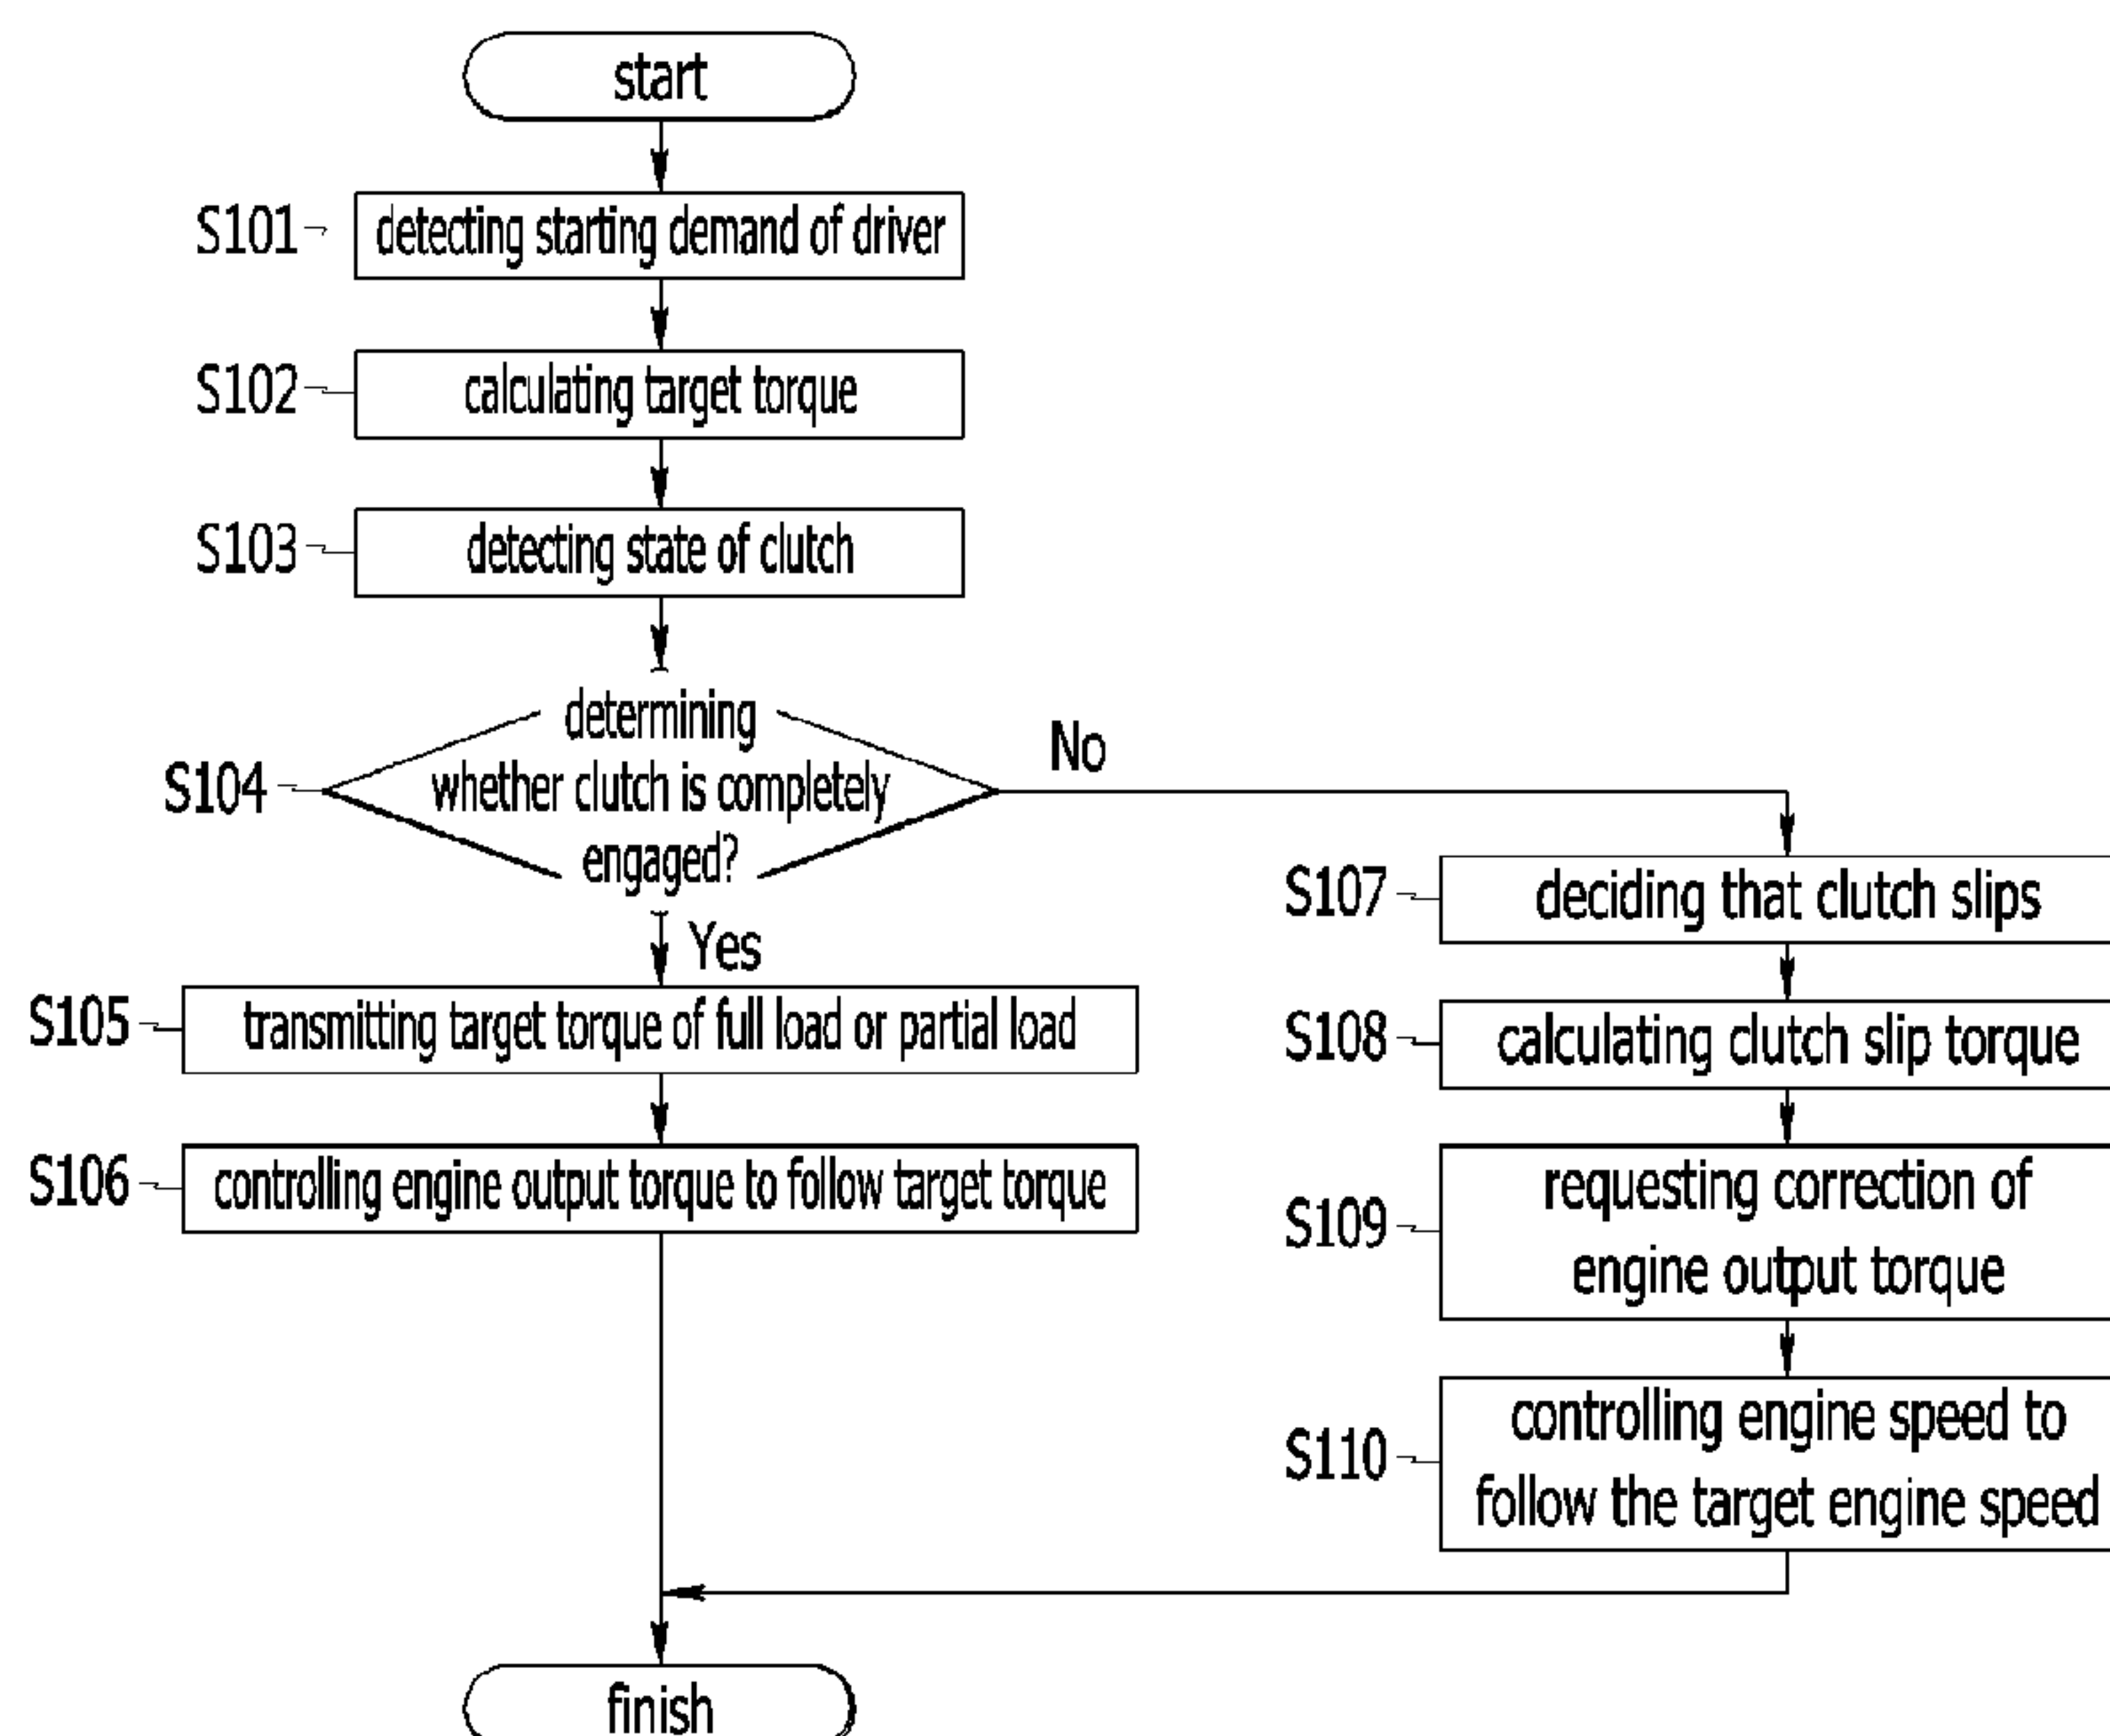 start
S101
detecting starting demand of driver
S102
calculating target torque
S103
detecting state of clutch
S104
determining
whether clutch is completely
engaged?
No
Yes
S105
transmitting target torque of full load or partial load
S106
controlling engine output torque to follow target torque
S107
deciding that clutch slips
S108
calculating clutch slip torque
S109
requesting correction of
engine output torque
S110
controlling engine speed to
follow the target engine speed
finish